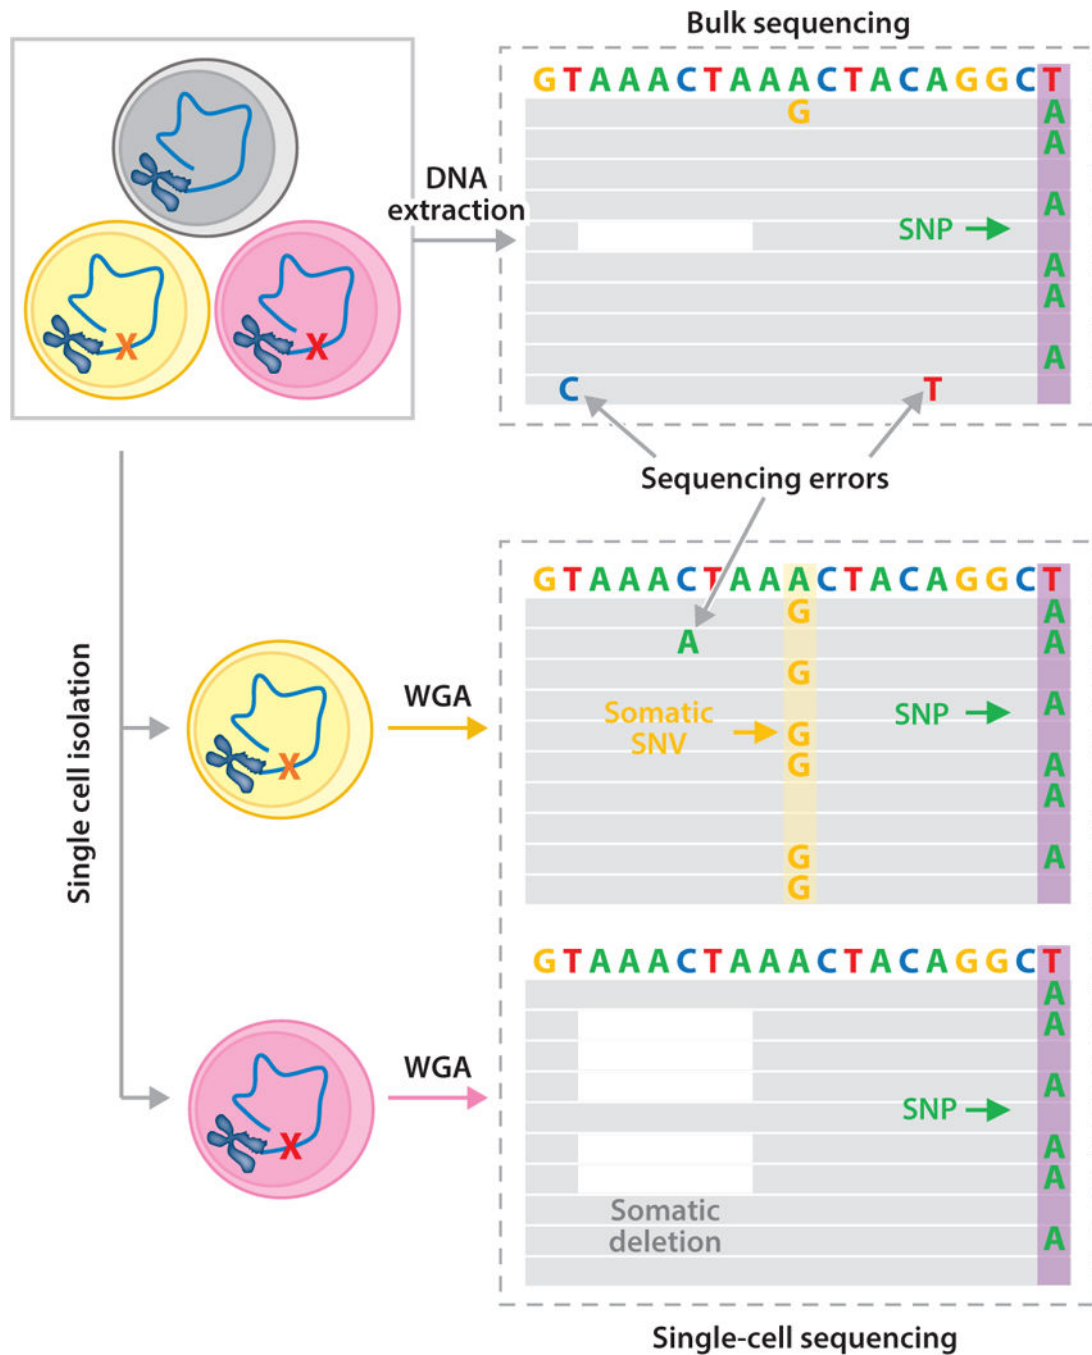 Bulk sequencing
GTAAACTAAACTACAGGCT
G A
A
DNA
extraction
A
SNP
A
A
A
C T
X X
Sequencing errors
GTAAACTAAACTACAGGCT
G A
A A
G
Single cell isolation
WGA
Somatic
SNV
G
SNP
A
G A
X
A
G A
G
GTAAACTAAACTACAGGCT
A
A
WGA
A
SNP
X
A
A
Somatic
deletion
A
Single-cell sequencing